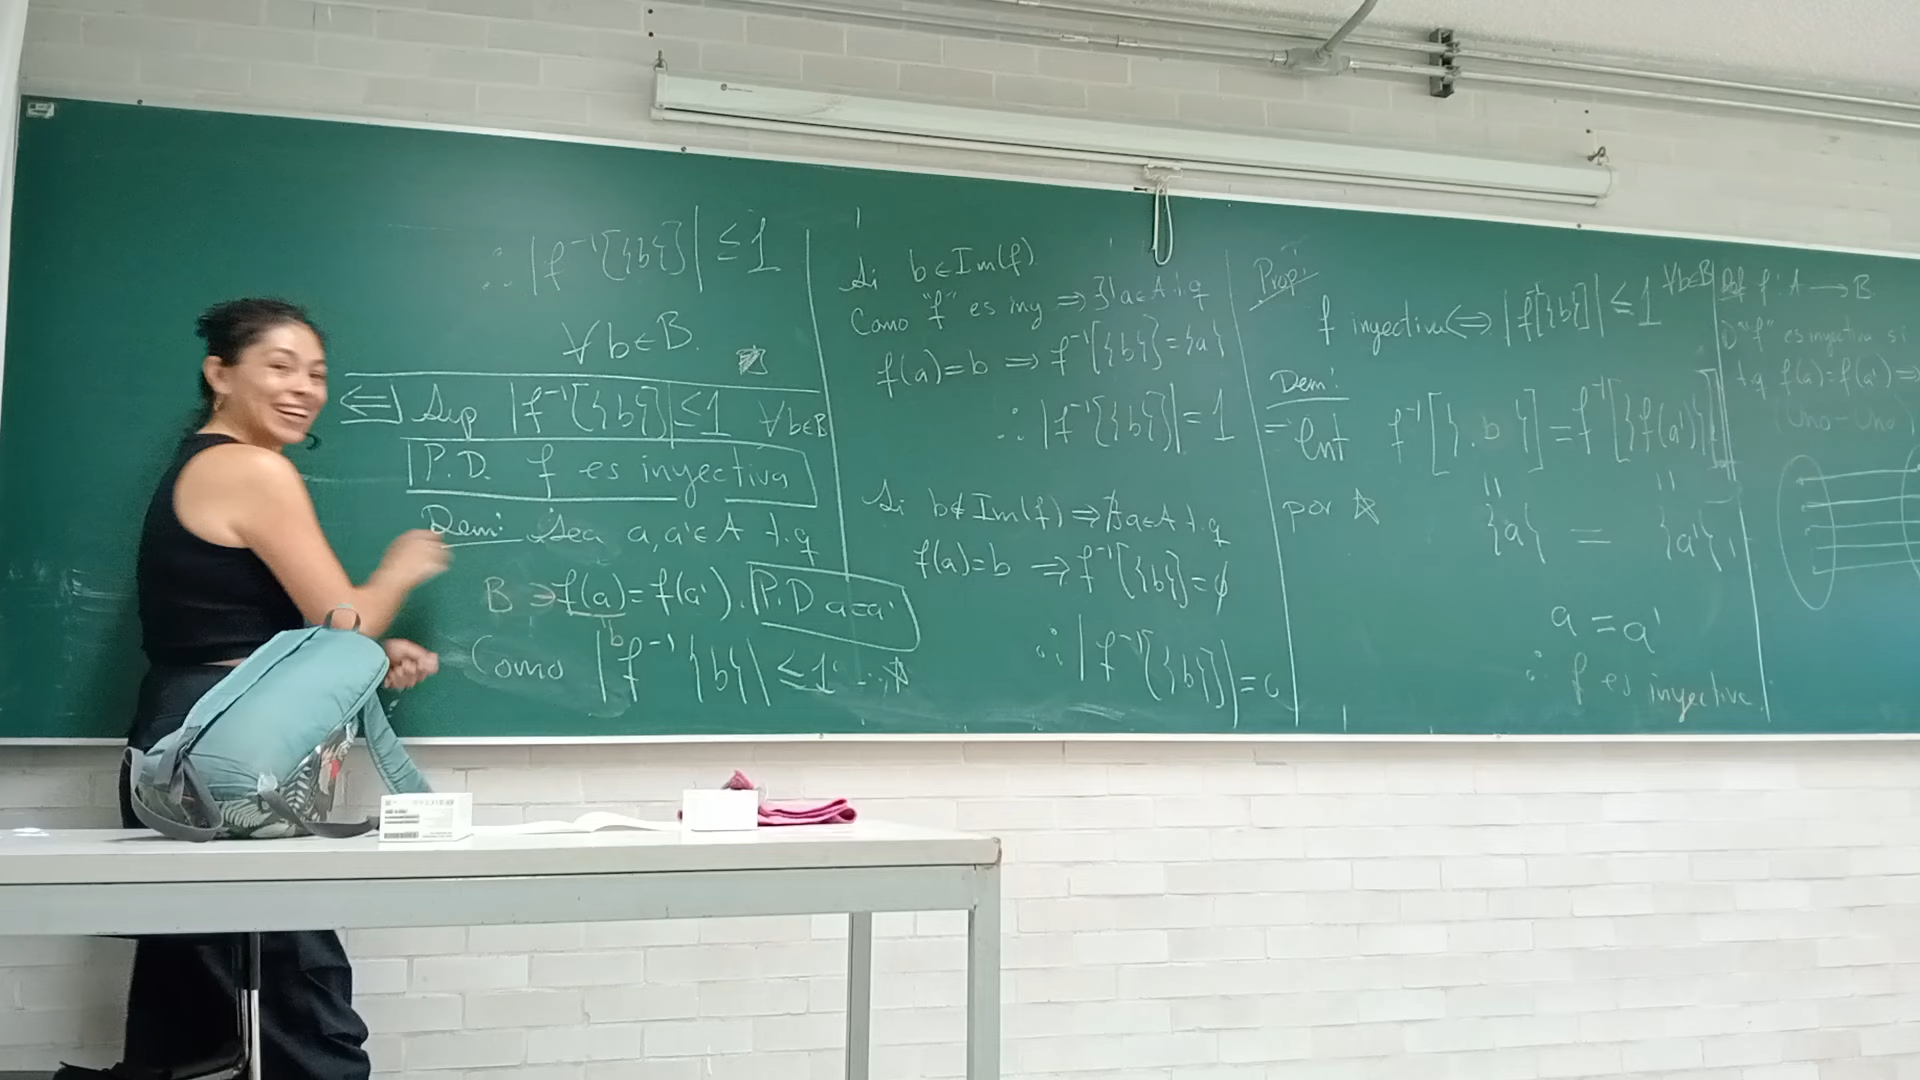 ∴ |f⁻¹[{b}]| ≤ 1
∀ b ∈ B.
⇐] Sup |f⁻¹[{b}]| ≤ 1 ∀b∈B
P.D. f es inyectiva
Dem: Sea a, a' ∈ A t.q
B ∋ f(a) = f(a'). P.D a=a'
b
Como |f⁻¹{b}| ≤ 1 ... ☆
Si b ∈ Im(f)
Como "f" es iny ⇒ ∃! a∈A t.q
f(a) = b ⇒ f⁻¹[{b}] = {a}
∴ |f⁻¹[{b}]| = 1
Si b ∉ Im(f) ⇒ ∄ a∈A t.q
f(a) = b ⇒ f⁻¹[{b}] = ∅
∴ |f⁻¹[{b}]| = 0
Prop:
f inyectiva ⇔ |f⁻¹[{b}]| ≤ 1 ∀b∈B
Dem:
Ent f⁻¹[{b}] = f⁻¹[{f(a')}]
por ☆ {a} = {a'}
a = a'
∴ f es inyectiva.
Def f: A → B
"f" es inyectiva si
t.q f(a) = f(a') ⇒
(Uno-Uno)